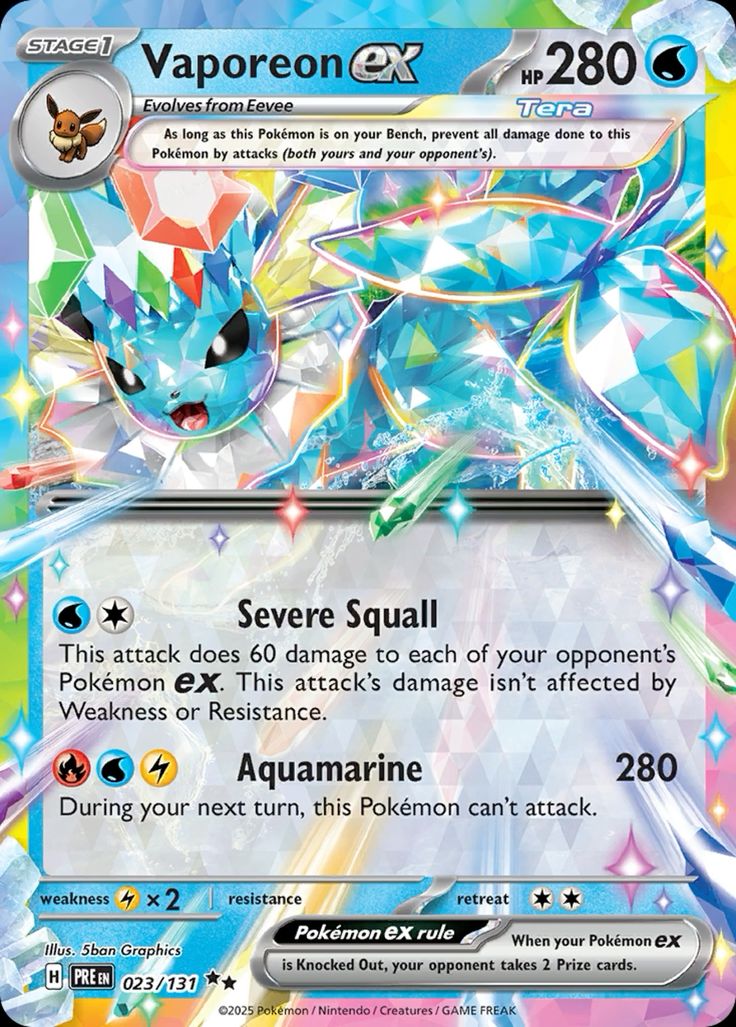 STAGE1
Vaporeon ex
HP 280
Evolves from Eevee
Tera
As long as this Pokémon is on your Bench, prevent all damage done to this
Pokémon by attacks (both yours and your opponent's).
Severe Squall
This attack does 60 damage to each of your opponent's
Pokémon ex. This attack's damage isn't affected by
Weakness or Resistance.
Aquamarine 280
During your next turn, this Pokémon can't attack.
weakness ×2 resistance retreat
Illus. 5ban Graphics
Pokémon ex rule
When your Pokémon ex
is Knocked Out, your opponent takes 2 Prize cards.
H PRE EN 023/131
©2025 Pokémon / Nintendo / Creatures / GAME FREAK